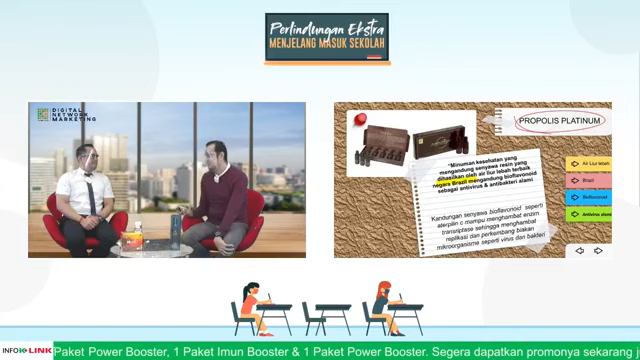 Perlindungan Ekstra
MENJELANG MASUK SEKOLAH
DIGITAL
NETWORK
MARKETING
PROPOLIS PLATINUM
"Minuman kesehatan yang
mengandung senyawa resin yang
dihasilkan oleh air liur lebah terbaik
negara Brazil mengandung bioflavonoid
sebagai antivirus & antibakteri alami
Kandungan senyawa bioflavonoid seperti
aterpilin c mempu menghambat enzim
transriptase sehingga menghambat
replikasi dan perkembang biakan
mikroorganisme seperti virus dan bakteri
Air Liur lebah
Brazil
Bioflavonoid
Antivirus alami
INFO K-LINK
Paket Power Booster, 1 Paket Imun Booster & 1 Paket Power Booster. Segera dapatkan promonya sekarang